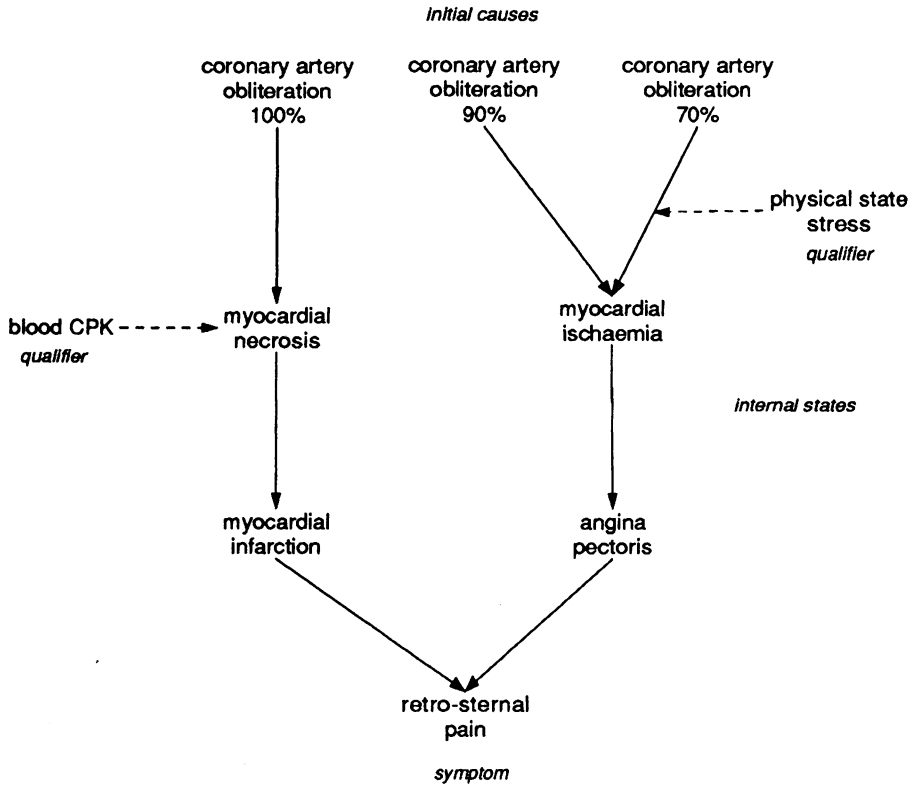 initial causes
coronary artery
obliteration
100%
coronary artery
obliteration
90%
coronary artery
obliteration
70%
physical state
stress
qualifier
blood CPK
qualifier
myocardial
necrosis
myocardial
ischaemia
internal states
myocardial
infarction
angina
pectoris
retro-sternal
pain
symptom